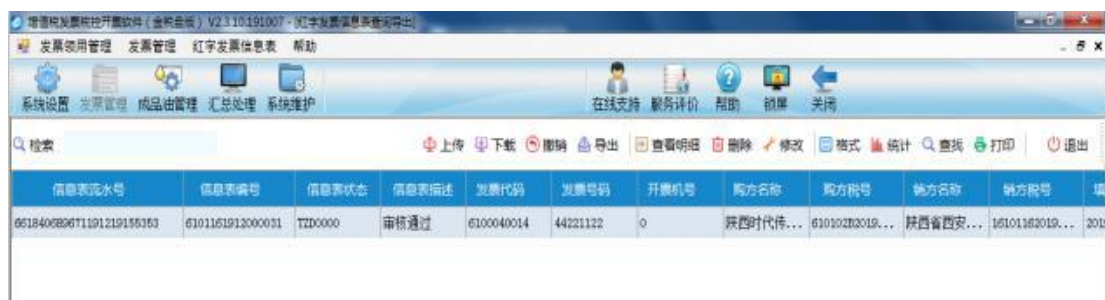 增值税发票税控开票软件(金税盘版) V2.3.10.191007 - [红字发票信息表查询导出]
发票领用管理 发票管理 红字发票信息表 帮助
系统设置 发票管理 成品油管理 汇总处理 系统维护 在线支持 服务评价 帮助 锁屏 关闭
检索 上传 下载 撤销 导出 查看明细 删除 修改 格式 统计 查找 打印 退出
信息表流水号 信息表编号 信息表状态 信息表描述 发票代码 发票号码 开票机号 购方名称 购方税号 销方名称 销方税号 填
661840689671191219155353 6101161912000031 TZD0000 审核通过 6100040014 44221122 0 陕西时代传... 610102B2019... 陕西省西安... 16101162019... 201